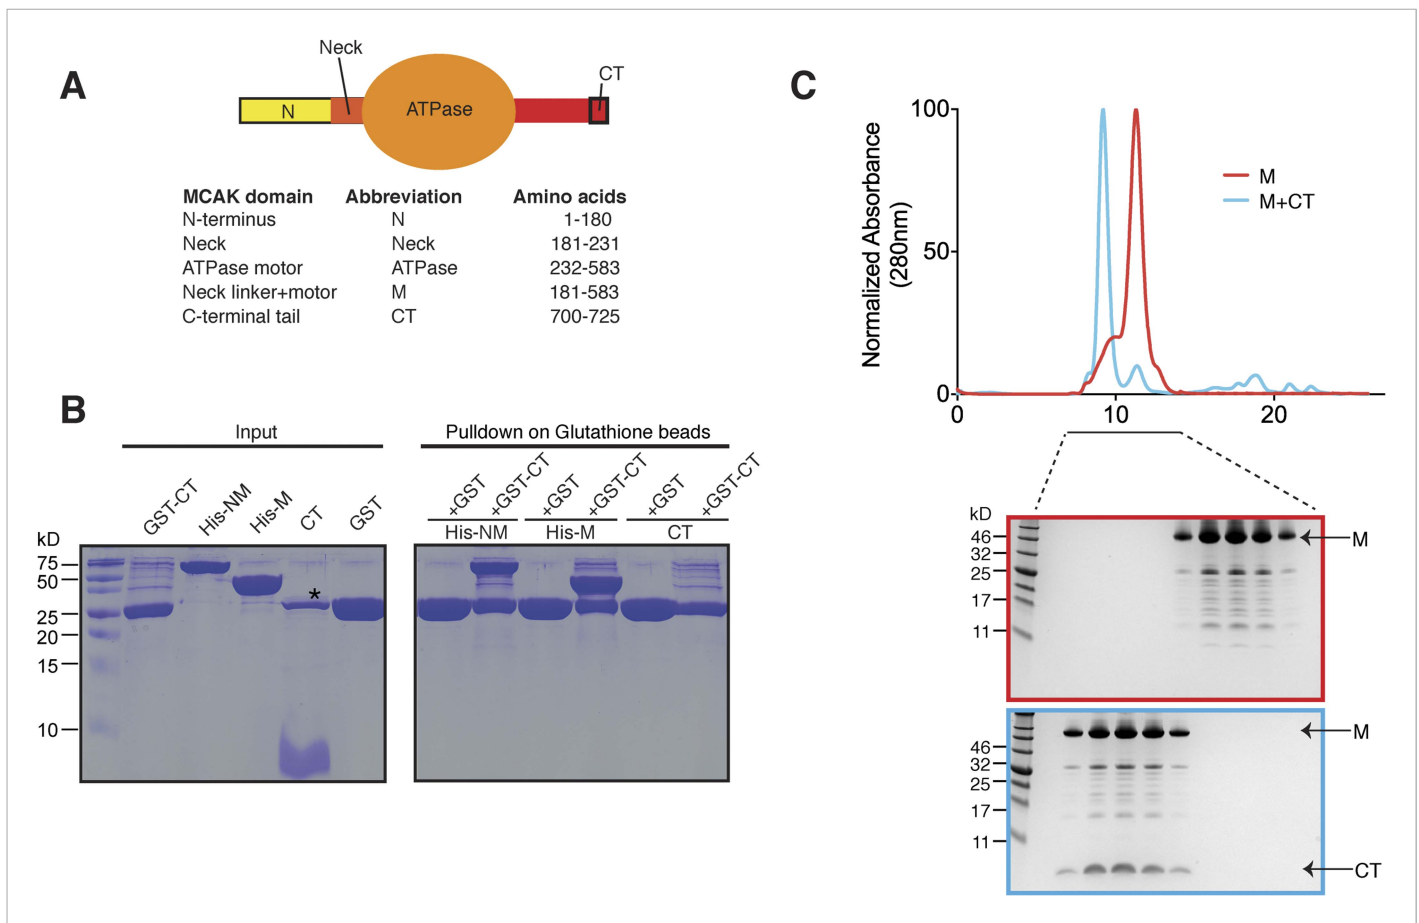 A
Neck
CT
N
ATPase
MCAK domain Abbreviation Amino acids
N-terminus N 1-180
Neck Neck 181-231
ATPase motor ATPase 232-583
Neck linker+motor M 181-583
C-terminal tail CT 700-725
B
Input
Pulldown on Glutathione beads
GST-CT
His-NM
His-M
CT
GST
+GST
+GST-CT
+GST
+GST-CT
+GST
+GST-CT
His-NM
His-M
CT
kD
75
50
25
20
15
10
*
C
Normalized Absorbance
(280nm)
100
50
0
0
10
20
M
M+CT
kD
46
32
25
17
11
M
46
32
25
17
11
M
CT